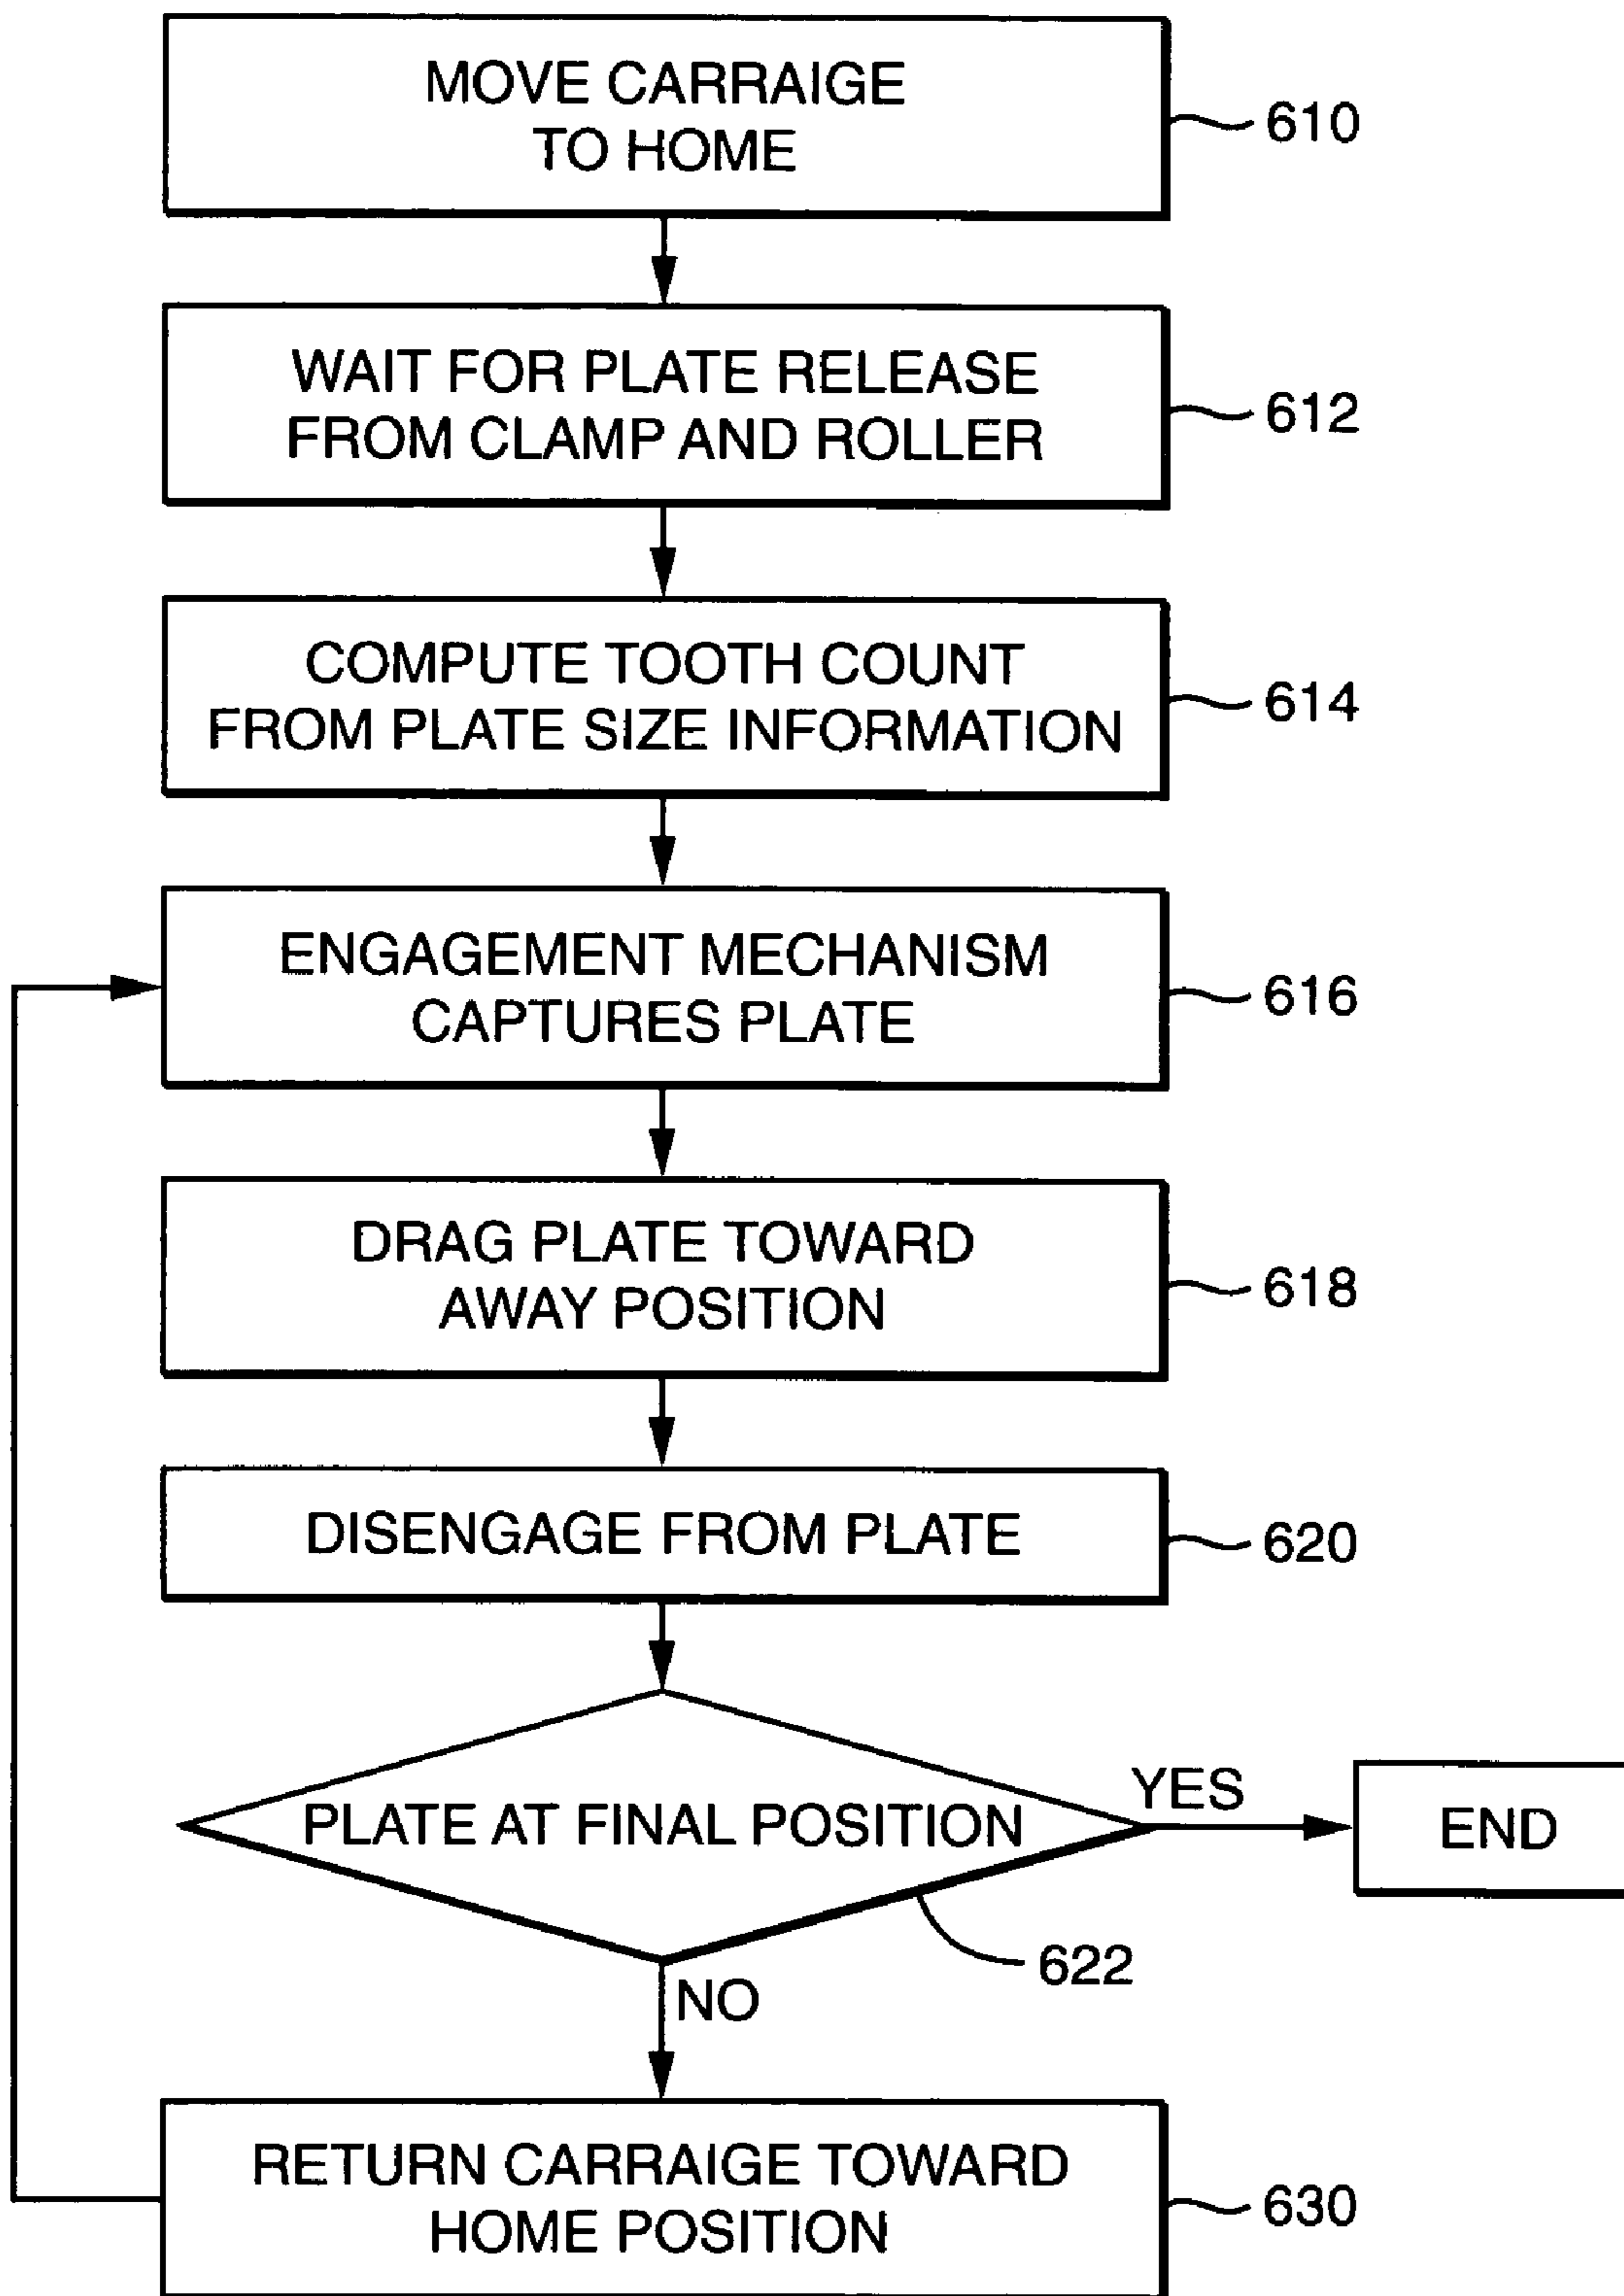 MOVE CARRAIGE
TO HOME
610
WAIT FOR PLATE RELEASE
FROM CLAMP AND ROLLER
612
COMPUTE TOOTH COUNT
FROM PLATE SIZE INFORMATION
614
ENGAGEMENT MECHANISM
CAPTURES PLATE
616
DRAG PLATE TOWARD
AWAY POSITION
618
DISENGAGE FROM PLATE
620
PLATE AT FINAL POSITION
YES
END
622
NO
RETURN CARRAIGE TOWARD
HOME POSITION
630